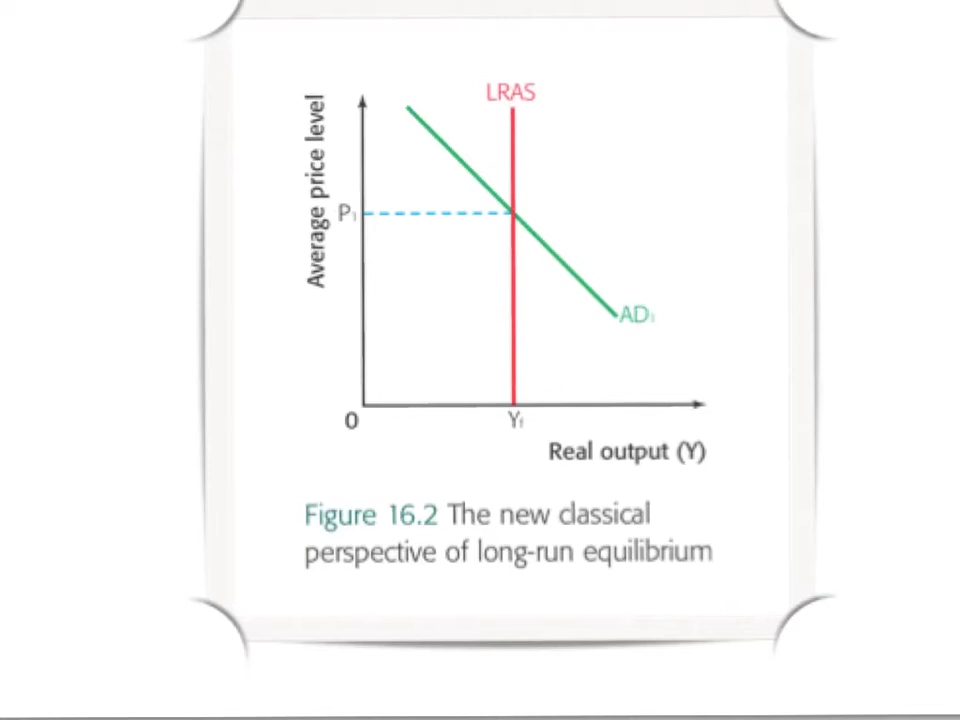 LRAS
Average price level
P₁
AD₁
0
Yf
Real output (Y)
Figure 16.2 The new classical
perspective of long-run equilibrium